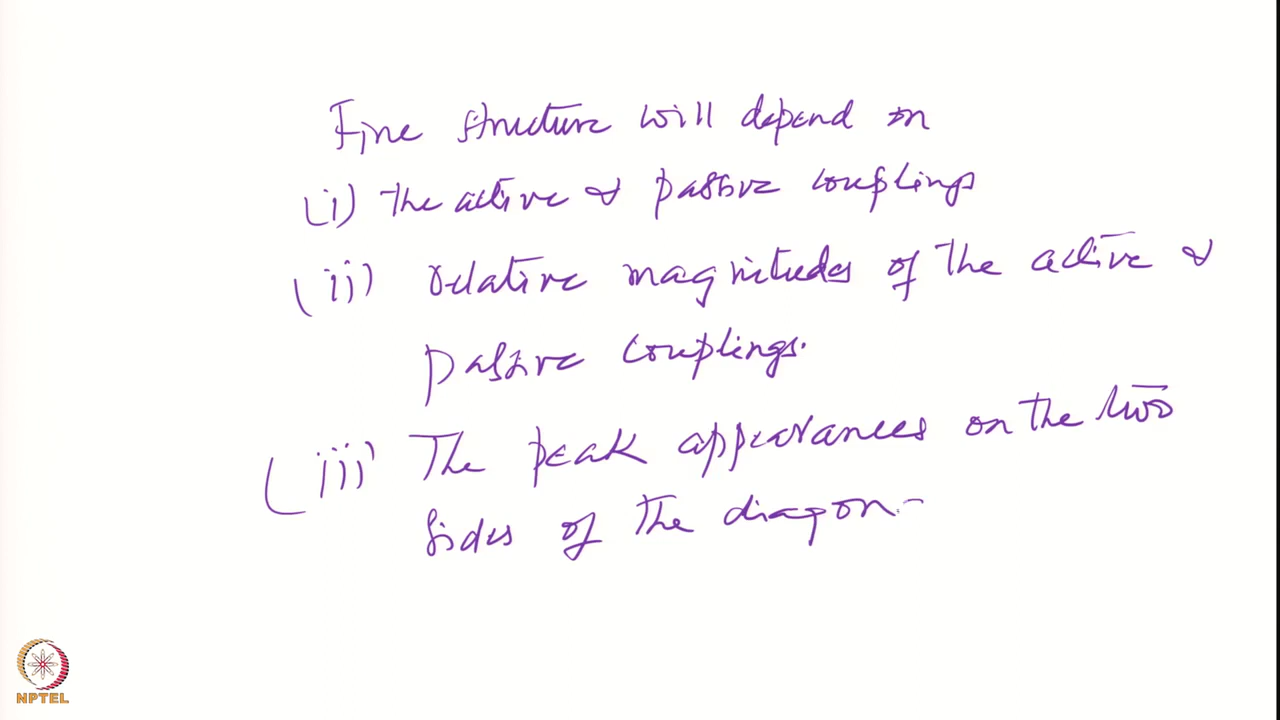 Fine structure will depend on
(i) The active & passive couplings
(ii) relative magnitudes of the active &
passive couplings.
(iii) The peak appearances on the two
sides of the diagon
NPTEL